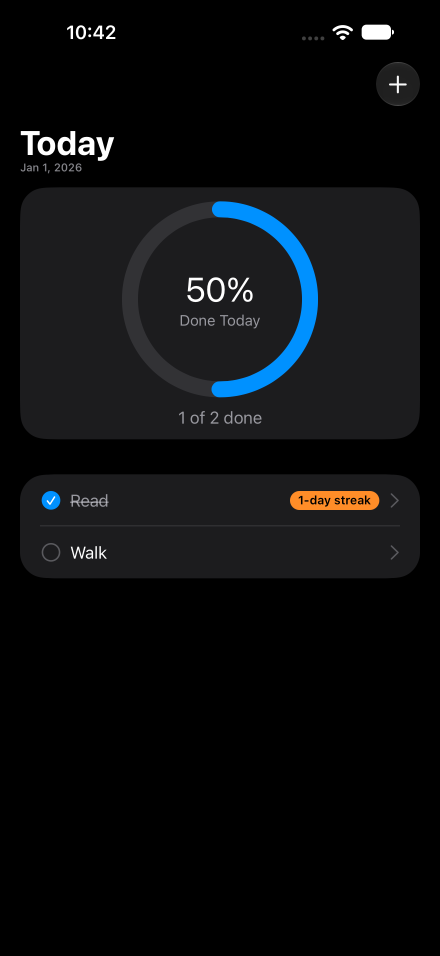 10:42
Today
Jan 1, 2026
50%
Done Today
1 of 2 done
Read
1-day streak
Walk